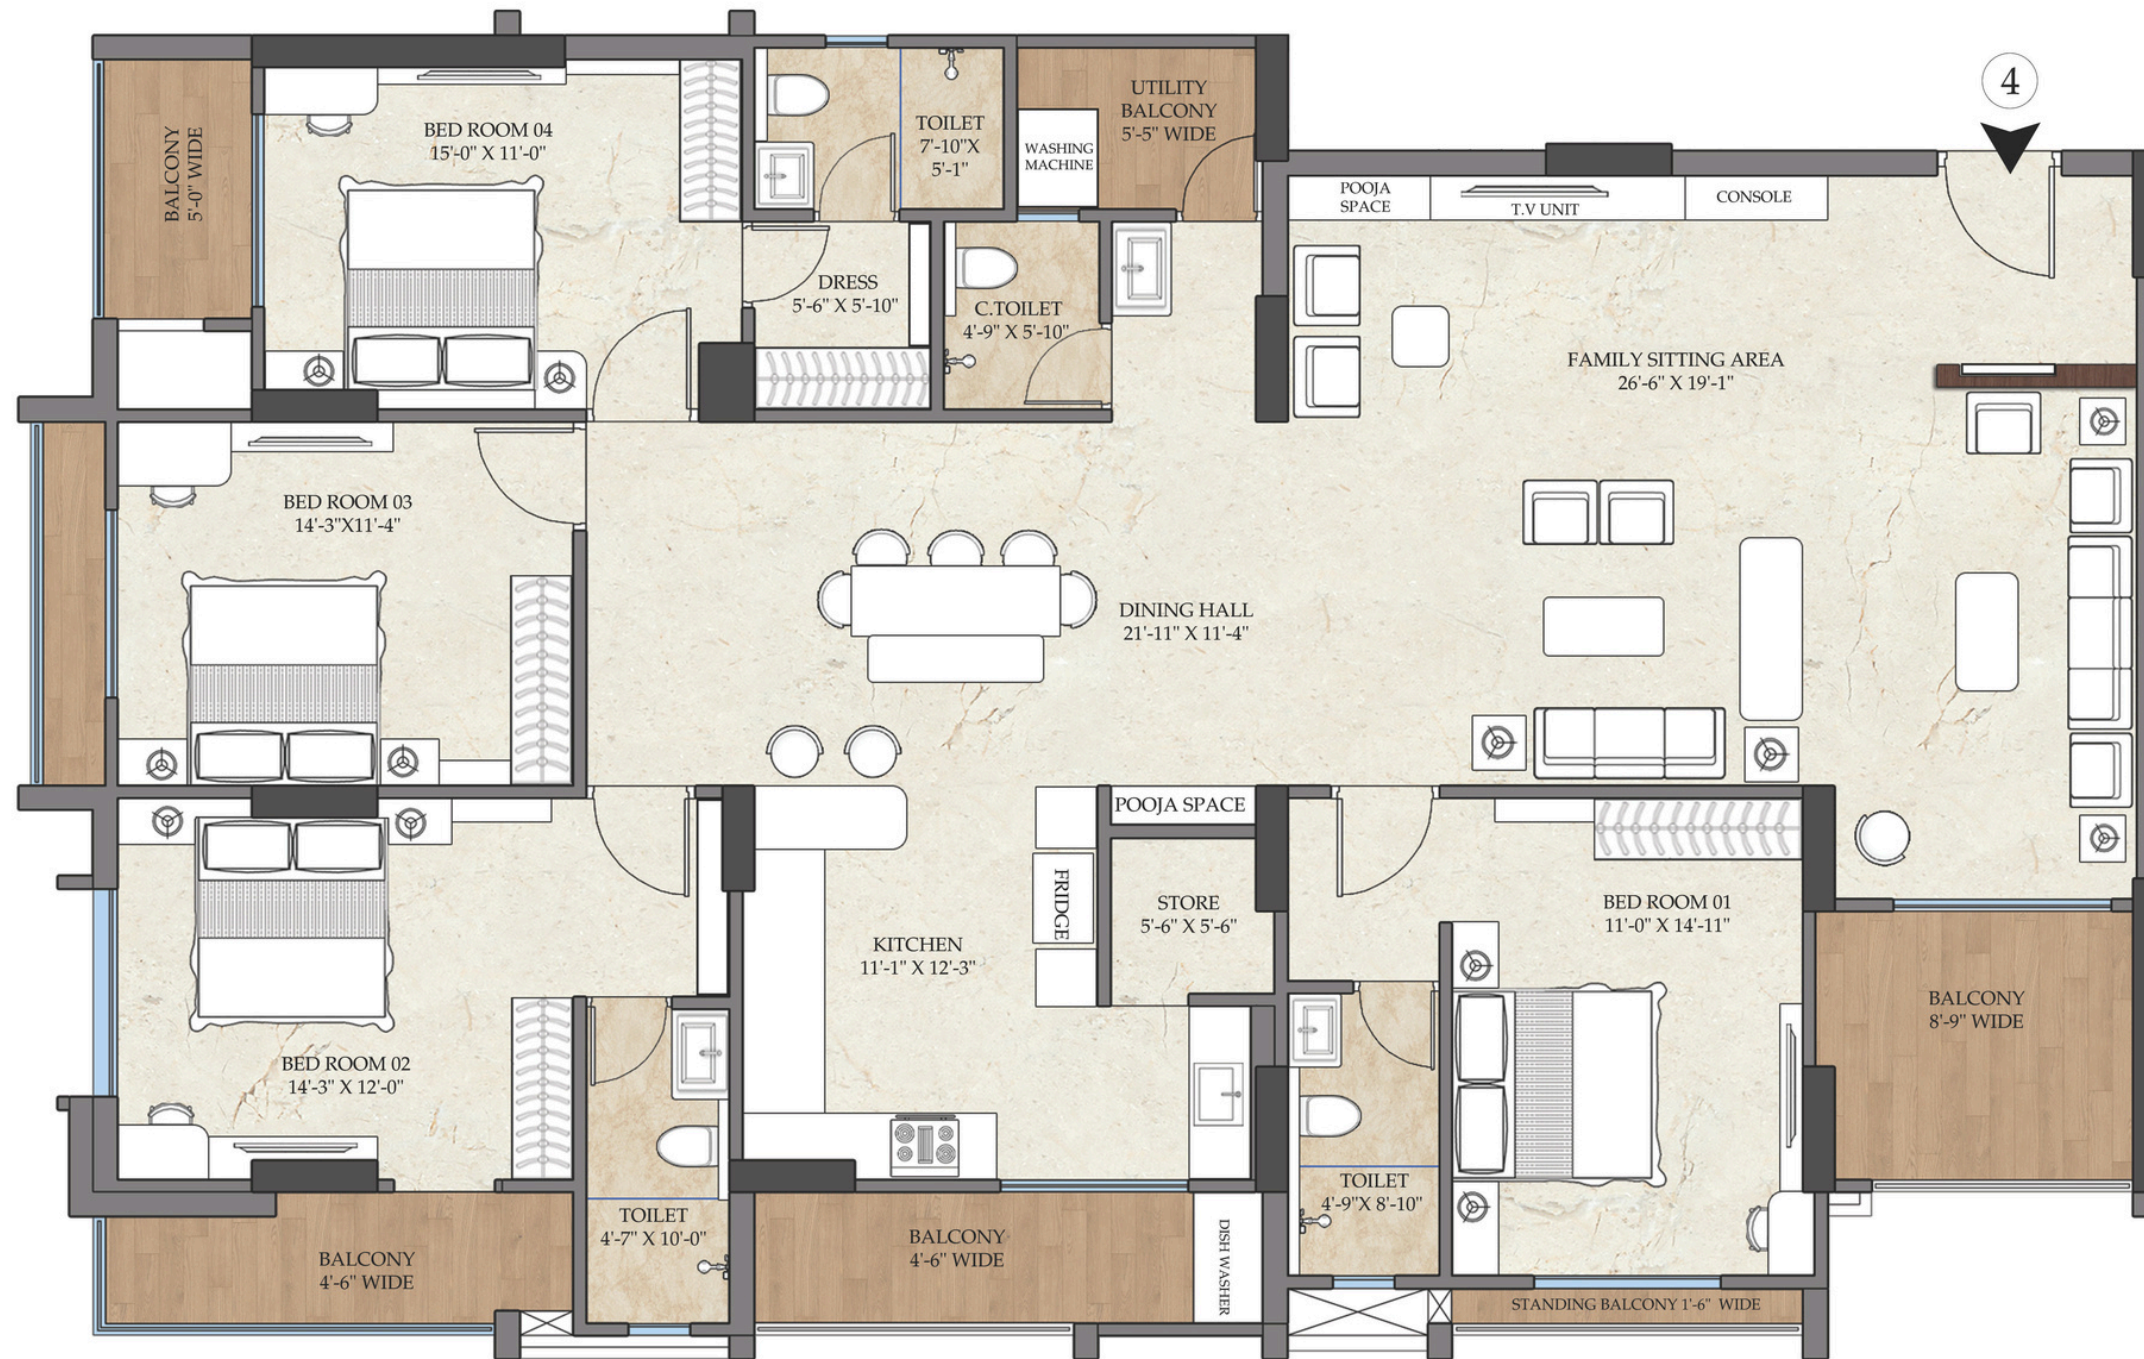 4
UTILITY
BALCONY
5'-5" WIDE
BED ROOM 04
15'-0" X 11'-0"
TOILET
7'-10"X
5'-1"
WASHING
MACHINE
BALCONY
5'-0" WIDE
POOJA
SPACE
T.V UNIT
CONSOLE
DRESS
5'-6" X 5'-10"
C.TOILET
4'-9" X 5'-10"
FAMILY SITTING AREA
26'-6" X 19'-1"
BED ROOM 03
14'-3"X11'-4"
DINING HALL
21'-11" X 11'-4"
POOJA SPACE
FRIDGE
STORE
5'-6" X 5'-6"
BED ROOM 01
11'-0" X 14'-11"
KITCHEN
11'-1" X 12'-3"
BALCONY
8'-9" WIDE
BED ROOM 02
14'-3" X 12'-0"
TOILET
4'-9"X 8'-10"
TOILET
4'-7" X 10'-0"
BALCONY
4'-6" WIDE
BALCONY
4'-6" WIDE
DISH WASHER
STANDING BALCONY 1'-6" WIDE